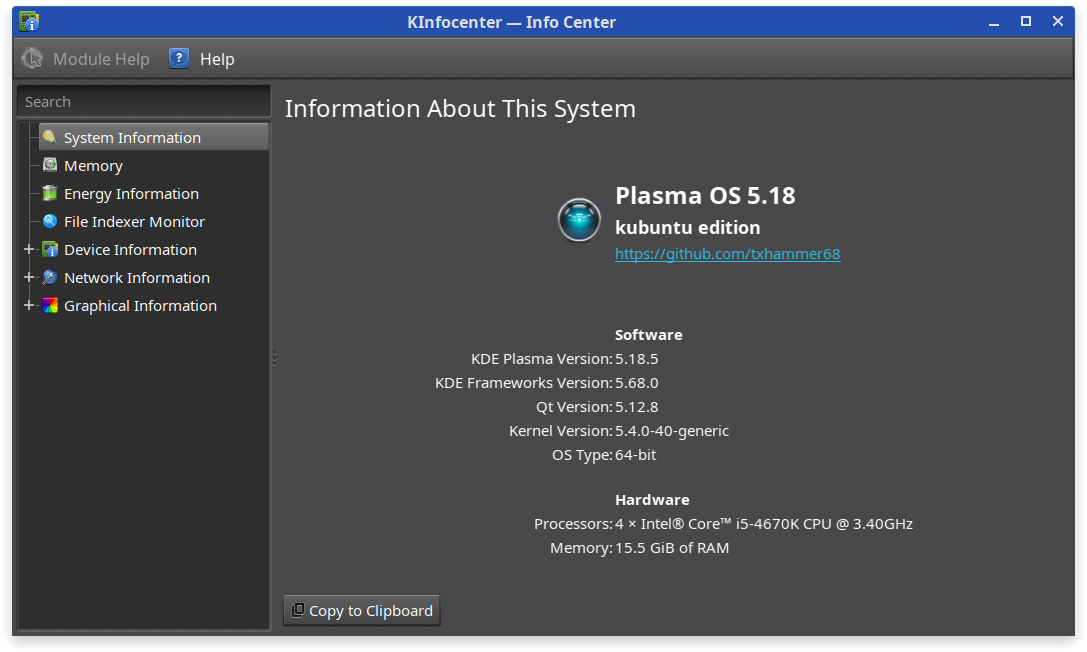 KInfocenter — Info Center
Module Help
Help
Search
System Information
Memory
Energy Information
File Indexer Monitor
Device Information
Network Information
Graphical Information
Information About This System
Plasma OS 5.18
kubuntu edition
https://github.com/txhammer68
Software
KDE Plasma Version: 5.18.5
KDE Frameworks Version: 5.68.0
Qt Version: 5.12.8
Kernel Version: 5.4.0-40-generic
OS Type: 64-bit
Hardware
Processors: 4 × Intel® Core™ i5-4670K CPU @ 3.40GHz
Memory: 15.5 GiB of RAM
Copy to Clipboard